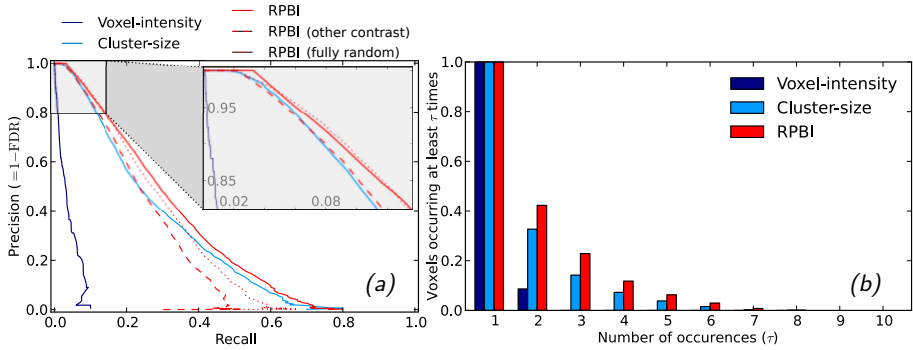 Voxel-intensity
Cluster-size
RPBI
RPBI (other contrast)
RPBI (fully random)
Precision (=1−FDR)
1.0
0.8
0.6
0.4
0.2
0.0
0.95
0.85
0.02
0.08
(a)
0.0 0.2 0.4 0.6 0.8 1.0
Recall
Voxels occurring at least τ times
1.0
0.8
0.6
0.4
0.2
0.0
Voxel-intensity
Cluster-size
RPBI
(b)
1 2 3 4 5 6 7 8 9 10
Number of occurences (τ)